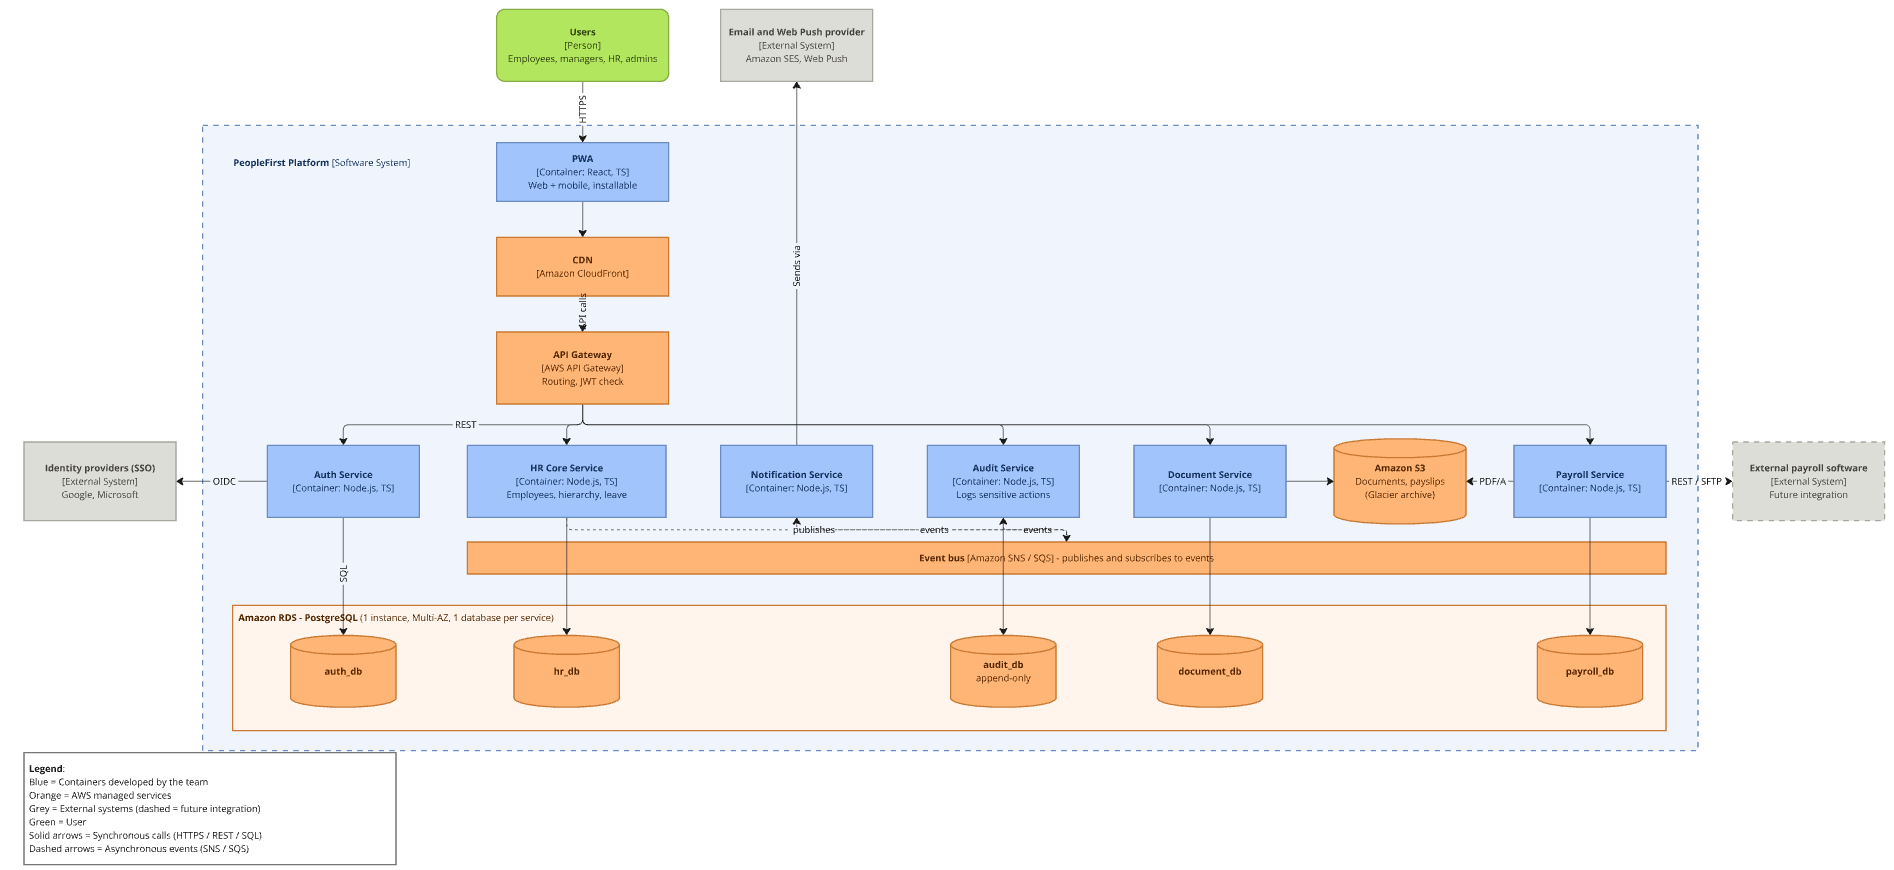 Users
[Person]
Employees, managers, HR, admins
Email and Web Push provider
[External System]
Amazon SES, Web Push
HTTPS
PeopleFirst Platform [Software System]
PWA
[Container: React, TS]
Web + mobile, installable
Sends via
CDN
[Amazon CloudFront]
API calls
API Gateway
[AWS API Gateway]
Routing, JWT check
REST
Identity providers (SSO)
[External System]
Google, Microsoft
OIDC
Auth Service
[Container: Node.js, TS]
HR Core Service
[Container: Node.js, TS]
Employees, hierarchy, leave
Notification Service
[Container: Node.js, TS]
Audit Service
[Container: Node.js, TS]
Logs sensitive actions
Document Service
[Container: Node.js, TS]
Amazon S3
Documents, payslips
(Glacier archive)
PDF/A
Payroll Service
[Container: Node.js, TS]
REST / SFTP
External payroll software
[External System]
Future integration
publishes
events
events
Event bus [Amazon SNS / SQS] - publishes and subscribes to events
SQL
Amazon RDS - PostgreSQL (1 instance, Multi-AZ, 1 database per service)
auth_db
hr_db
audit_db
append-only
document_db
payroll_db
Legend:
Blue = Containers developed by the team
Orange = AWS managed services
Grey = External systems (dashed = future integration)
Green = User
Solid arrows = Synchronous calls (HTTPS / REST / SQL)
Dashed arrows = Asynchronous events (SNS / SQS)